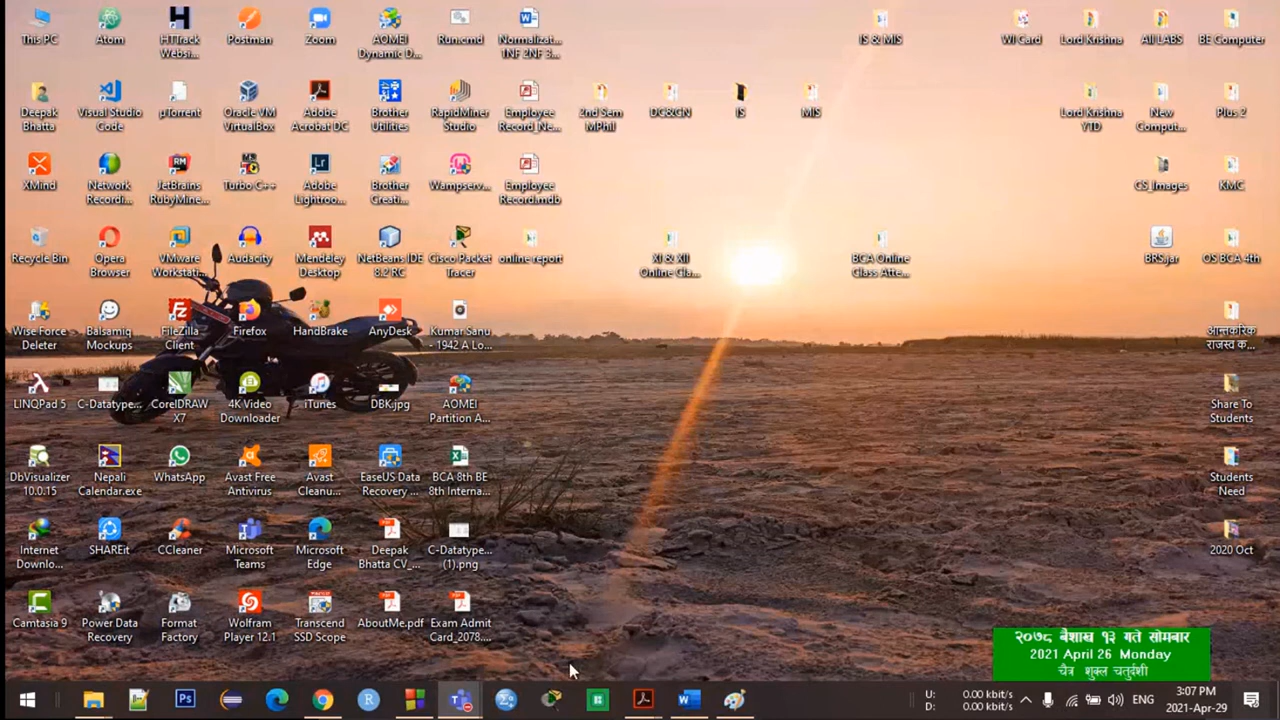 This PC
Atom
HTTrack
Websi...
Postman
Zoom
AOMEI
Dynamic D...
Run.cmd
Normalizat...
1NF 2NF 3...
IS & MIS
WI Card
Lord Krishna
All LABS
BE Computer
Deepak
Bhatta
Visual Studio
Code
µTorrent
Oracle VM
VirtualBox
Adobe
Acrobat DC
Brother
Utilities
RapidMiner
Studio
Employee
Record_Ne...
2nd Sem
MPhil
DC&CN
IS
MIS
Lord Krishna
YTD
New
Comput...
Plus 2
XMind
Network
Recordi...
JetBrains
RubyMine...
Turbo C++
Adobe
Lightroo...
Brother
Creati...
Wampserv...
Employee
Record.mdb
CS_Images
KMC
Recycle Bin
Opera
Browser
VMware
Workstati...
Audacity
Mendeley
Desktop
NetBeans IDE
8.2 RC
Cisco Packet
Tracer
online report
XI & XII
Online Cla...
BCA Online
Class Atte...
BRS.jar
OS BCA 4th
Wise Force
Deleter
Balsamiq
Mockups
FileZilla
Client
Firefox
HandBrake
AnyDesk
Kumar Sanu
- 1942 A Lo...
आन्तकरिक
राजस्व क...
LINQPad 5
C-Datatype...
CorelDRAW
X7
4K Video
Downloader
iTunes
DBK.jpg
AOMEI
Partition A...
Share To
Students
DbVisualizer
10.0.15
Nepali
Calendar.exe
WhatsApp
Avast Free
Antivirus
Avast
Cleanu...
EaseUS Data
Recovery ...
BCA 8th BE
8th Interna...
Students
Need
Internet
Downlo...
SHAREit
CCleaner
Microsoft
Teams
Microsoft
Edge
Deepak
Bhatta CV_...
C-Datatype...
(1).png
2020 Oct
Camtasia 9
Power Data
Recovery
Format
Factory
Wolfram
Player 12.1
Transcend
SSD Scope
AboutMe.pdf
Exam Admit
Card_2078....
२०७८ बैशाख १३ गते सोमबार
2021 April 26 Monday
चैत्र शुक्ल चतुर्दशी
U: 0.00 kbit/s
D: 0.00 kbit/s
ENG
3:07 PM
2021-Apr-29